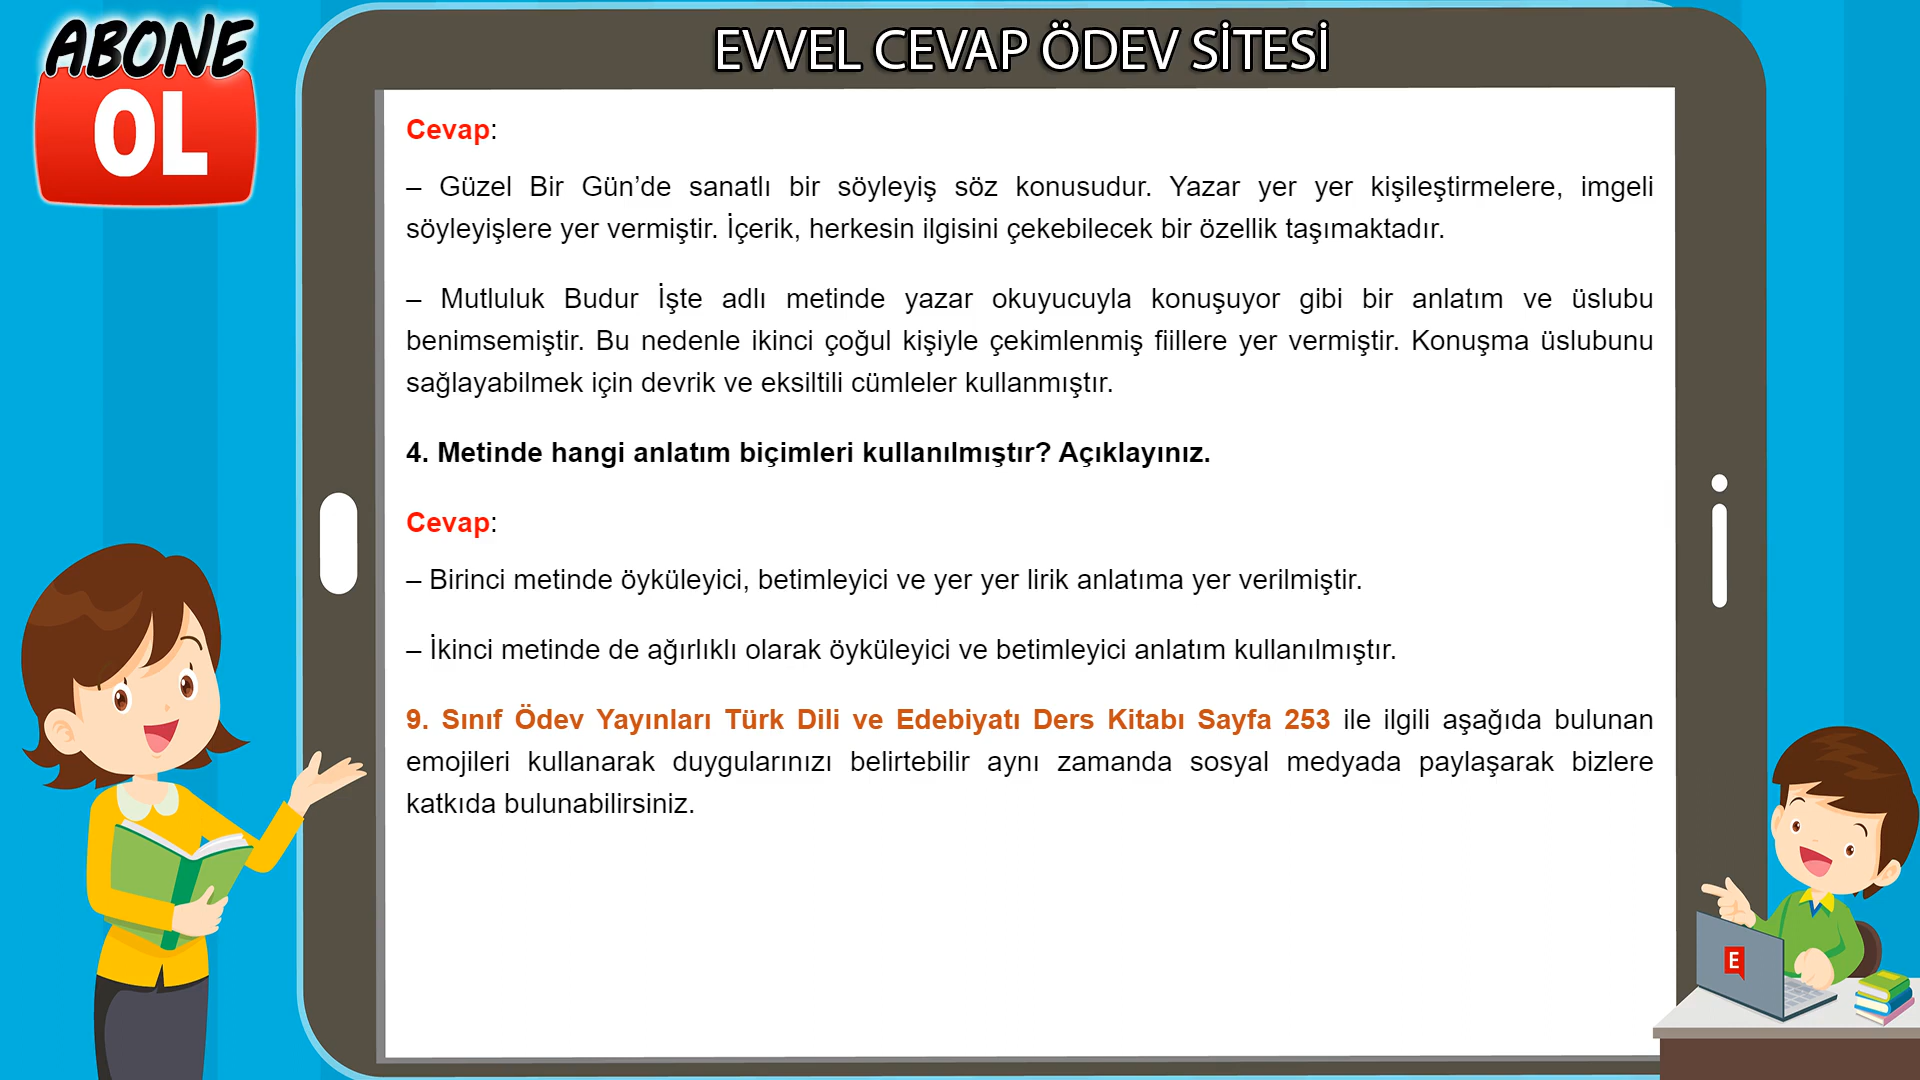 ABONE
OL
EVVEL CEVAP ÖDEV SİTESİ
Cevap:
– Güzel Bir Gün’de sanatlı bir söyleyiş söz konusudur. Yazar yer yer kişileştirmelere, imgeli
söyleyişlere yer vermiştir. İçerik, herkesin ilgisini çekebilecek bir özellik taşımaktadır.
– Mutluluk Budur İşte adlı metinde yazar okuyucuyla konuşuyor gibi bir anlatım ve üslubu
benimsemiştir. Bu nedenle ikinci çoğul kişiyle çekimlenmiş fiillere yer vermiştir. Konuşma üslubunu
sağlayabilmek için devrik ve eksiltili cümleler kullanmıştır.
4. Metinde hangi anlatım biçimleri kullanılmıştır? Açıklayınız.
Cevap:
– Birinci metinde öyküleyici, betimleyici ve yer yer lirik anlatıma yer verilmiştir.
– İkinci metinde de ağırlıklı olarak öyküleyici ve betimleyici anlatım kullanılmıştır.
9. Sınıf Ödev Yayınları Türk Dili ve Edebiyatı Ders Kitabı Sayfa 253 ile ilgili aşağıda bulunan
emojileri kullanarak duygularınızı belirtebilir aynı zamanda sosyal medyada paylaşarak bizlere
katkıda bulunabilirsiniz.
E